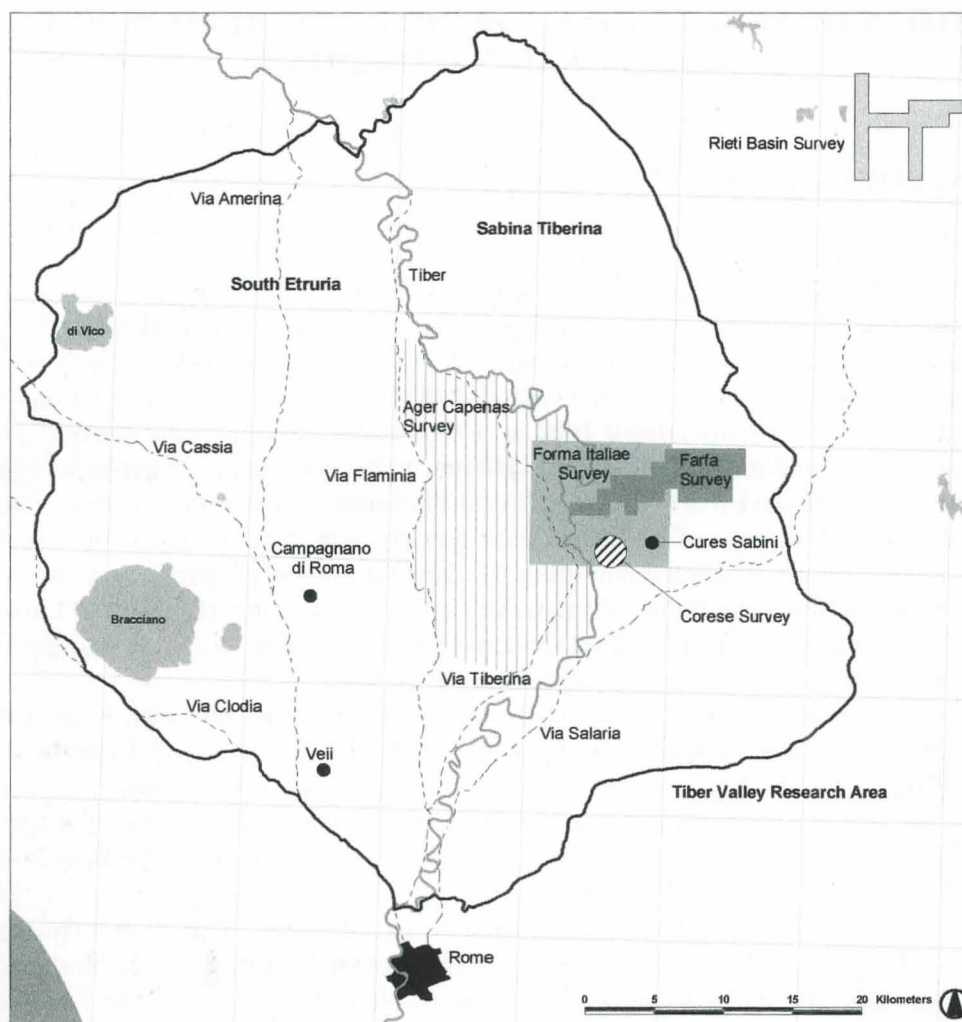 Rieti Basin Survey
Via Amerina
Sabina Tiberina
Tiber
South Etruria
di Vico
Ager Capenas
Survey
Via Cassia
Forma Italiae
Survey
Farfa
Survey
Via Flaminia
Cures Sabini
Campagnano
di Roma
Bracciano
Corese Survey
Via Tiberina
Via Clodia
Via Salaria
Veii
Tiber Valley Research Area
Rome
0 5 10 15 20 Kilometers